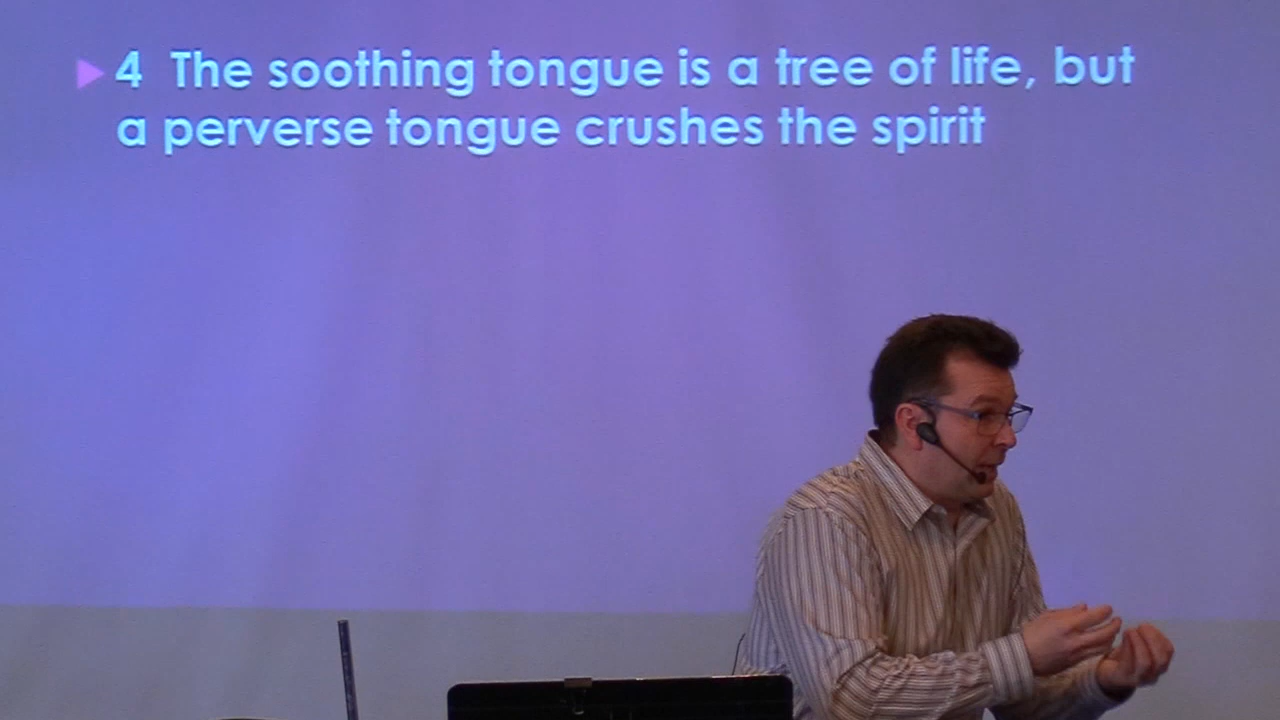 4 The soothing tongue is a tree of life, but
a perverse tongue crushes the spirit